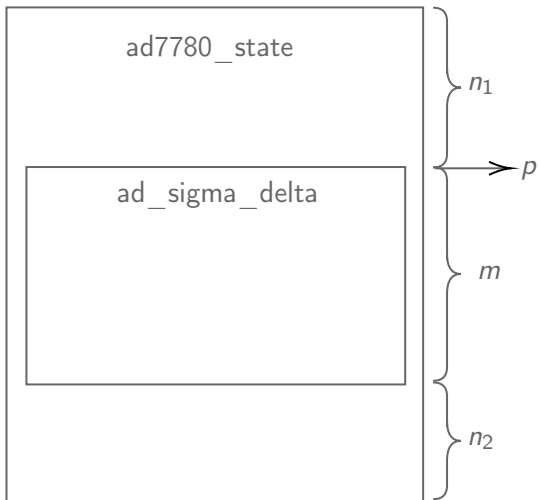 ad7780_state
n₁
p
ad_sigma_delta
m
n₂